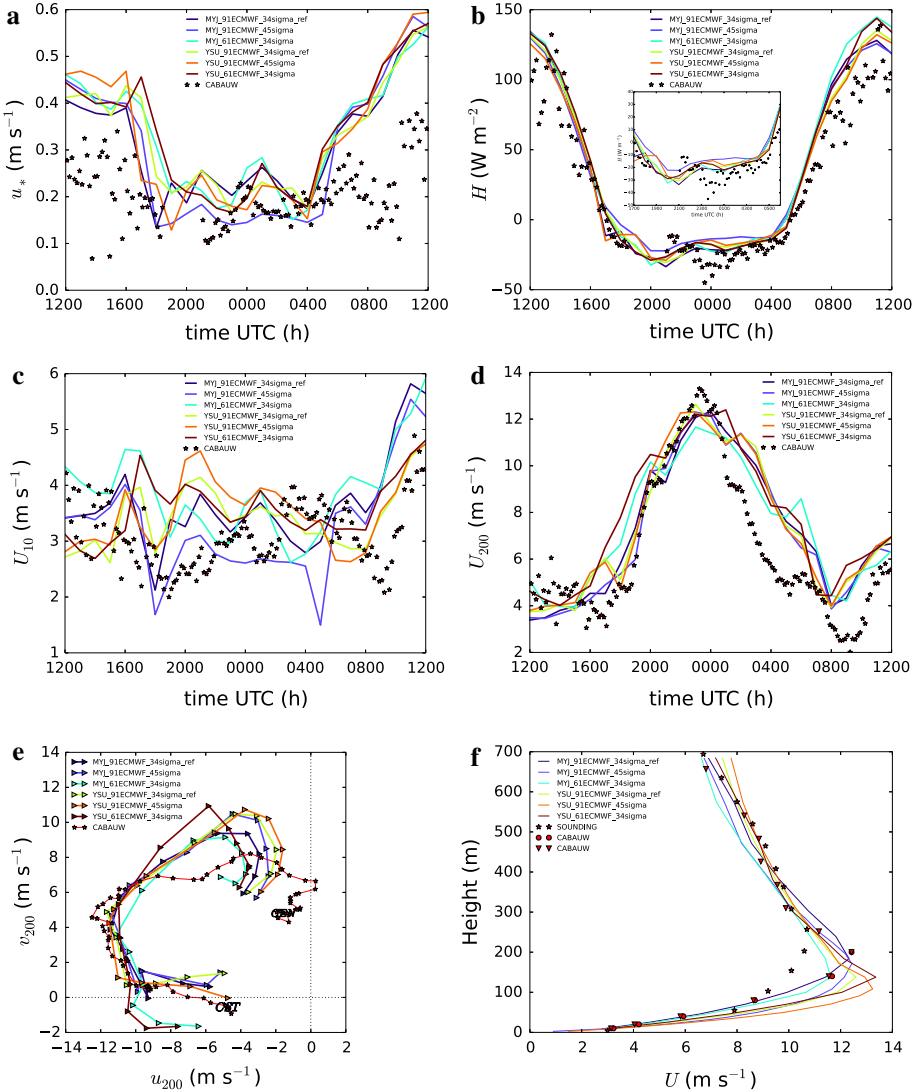 a
MYJ_91ECMWF_34sigma_ref
MYJ_91ECMWF_45sigma
MYJ_61ECMWF_34sigma
YSU_91ECMWF_34sigma_ref
YSU_91ECMWF_45sigma
YSU_61ECMWF_34sigma
CABAUW
0.6
0.5
0.4
0.3
0.2
0.1
0.0
u* (m s−1)
1200 1600 2000 0000 0400 0800 1200
time UTC (h)
b
MYJ_91ECMWF_34sigma_ref
MYJ_91ECMWF_45sigma
MYJ_61ECMWF_34sigma
YSU_91ECMWF_34sigma_ref
YSU_91ECMWF_45sigma
YSU_61ECMWF_34sigma
CABAUW
150
100
50
0
−50
H (W m−2)
time UTC (h)
1200 1600 2000 0000 0400 0800 1200
time UTC (h)
c
MYJ_91ECMWF_34sigma_ref
MYJ_91ECMWF_45sigma
MYJ_61ECMWF_34sigma
YSU_91ECMWF_34sigma_ref
YSU_91ECMWF_45sigma
YSU_61ECMWF_34sigma
CABAUW
6
5
4
3
2
1
U10 (m s−1)
1200 1600 2000 0000 0400 0800 1200
time UTC (h)
d
MYJ_91ECMWF_34sigma_ref
MYJ_91ECMWF_45sigma
MYJ_61ECMWF_34sigma
YSU_91ECMWF_34sigma_ref
YSU_91ECMWF_45sigma
YSU_61ECMWF_34sigma
CABAUW
14
12
10
8
6
4
2
U200 (m s−1)
1200 1600 2000 0000 0400 0800 1200
time UTC (h)
e
MYJ_91ECMWF_34sigma_ref
MYJ_91ECMWF_45sigma
MYJ_61ECMWF_34sigma
YSU_91ECMWF_34sigma_ref
YSU_91ECMWF_45sigma
YSU_61ECMWF_34sigma
CABAUW
14
12
10
8
6
4
2
0
−2
v200 (m s−1)
−14 −12 −10 −8 −6 −4 −2 0 2
u200 (m s−1)
f
MYJ_91ECMWF_34sigma_ref
MYJ_91ECMWF_45sigma
MYJ_61ECMWF_34sigma
YSU_91ECMWF_34sigma_ref
YSU_91ECMWF_45sigma
YSU_61ECMWF_34sigma
SOUNDING
CABAUW
CABAUW
700
600
500
400
300
200
100
0
Height (m)
0 2 4 6 8 10 12 14
U (m s−1)